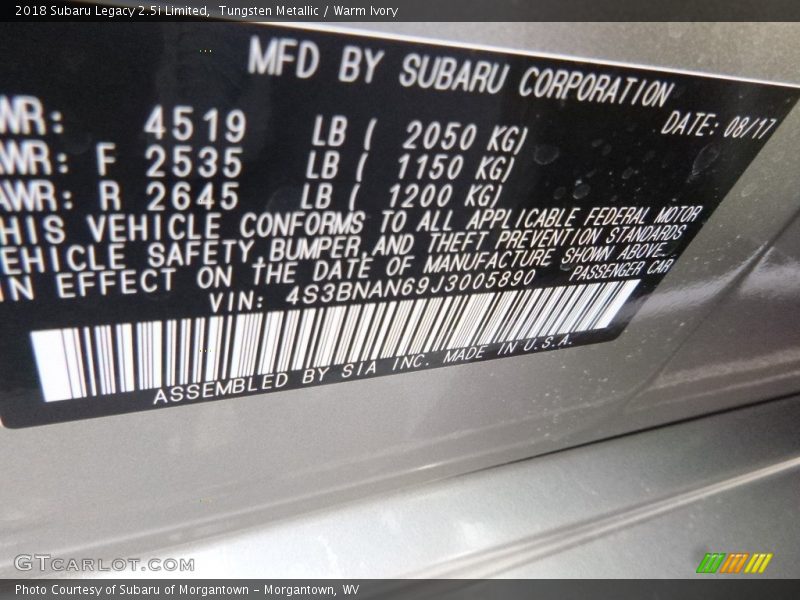 2018 Subaru Legacy 2.5i Limited,  Tungsten Metallic / Warm Ivory
MFD BY SUBARU CORPORATION
DATE: 08/17
WR: 4519 LB ( 2050 KG)
AWR: F 2535 LB ( 1150 KG)
AWR: R 2645 LB ( 1200 KG)
HIS VEHICLE CONFORMS TO ALL APPLICABLE FEDERAL MOTOR
EHICLE SAFETY,BUMPER,AND THEFT PREVENTION STANDARDS
IN EFFECT ON THE DATE OF MANUFACTURE SHOWN ABOVE.
VIN: 4S3BNAN69J3005890 PASSENGER CAR
ASSEMBLED BY SIA INC. MADE IN U.S.A.
GTCARLOT.COM
Photo Courtesy of Subaru of Morgantown - Morgantown, WV